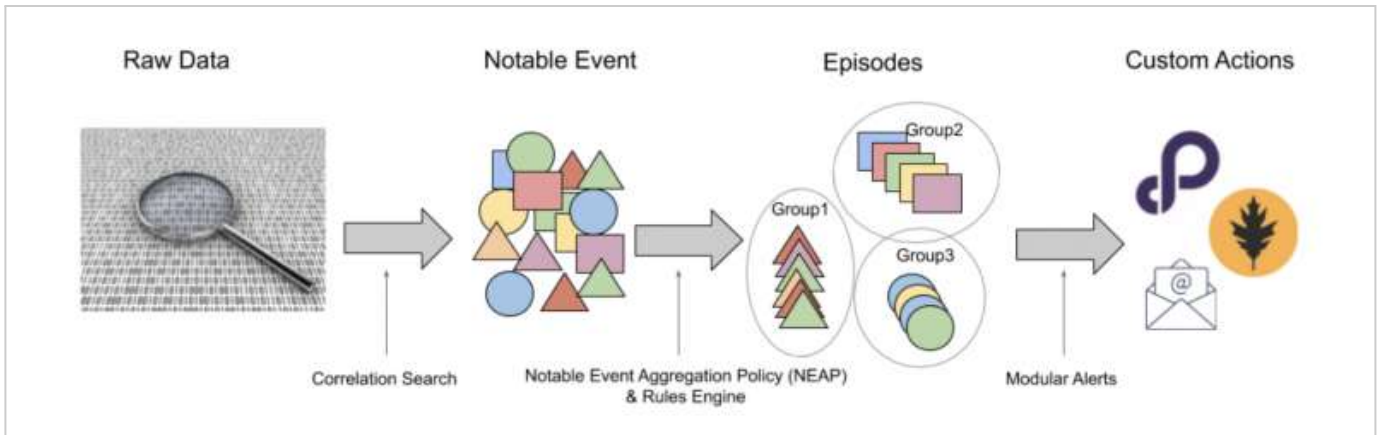 Raw Data
Notable Event
Episodes
Custom Actions
Group2
Group1
Group3
@
Correlation Search
Notable Event Aggregation Policy (NEAP)
& Rules Engine
Modular Alerts